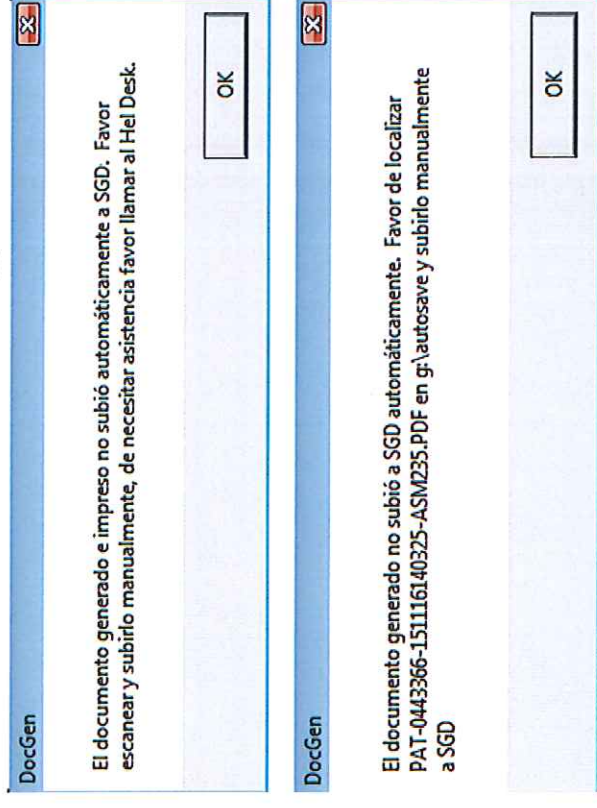 DocGen
El documento generado e impreso no subió automáticamente a SGD.  Favor
escanear y subirlo manualmente, de necesitar asistencia favor llamar al Hel Desk.
OK
DocGen
El documento generado no subió a SGD automáticamente.  Favor de localizar
PAT-0443366-151116140325-ASM235.PDF en g:\autosave y subirlo manualmente
a SGD
OK